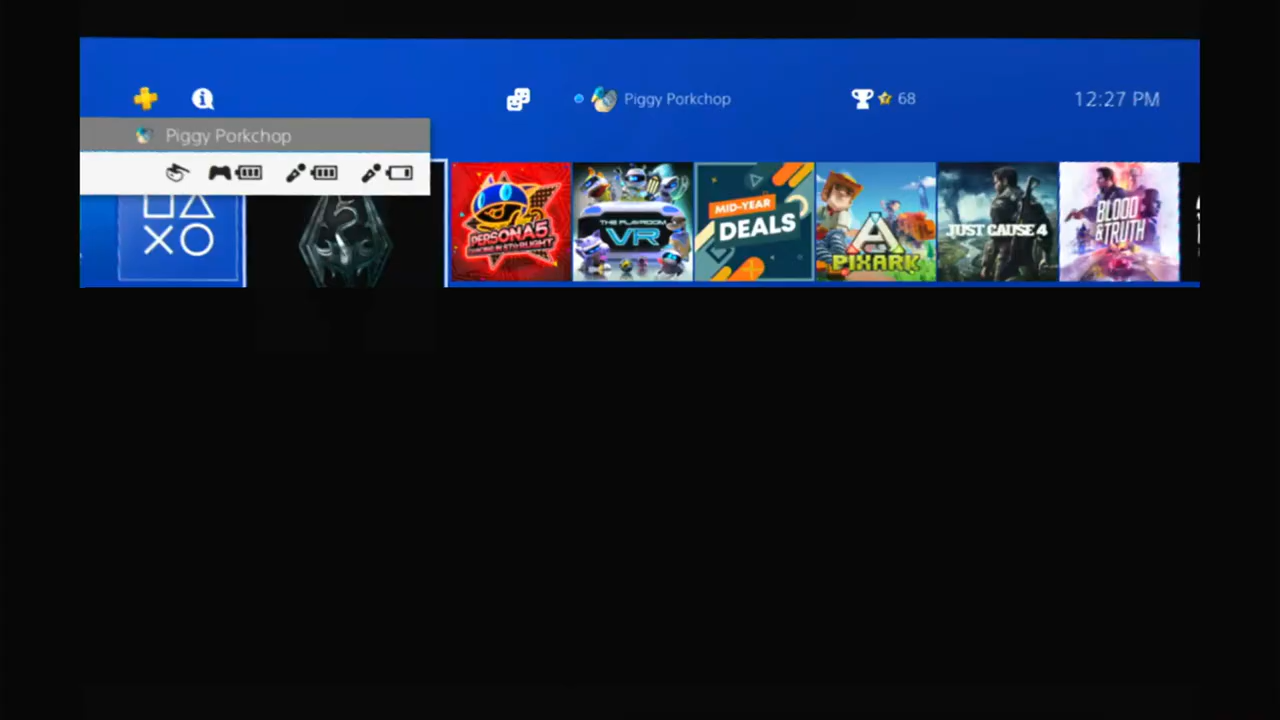 Piggy Porkchop
68
12:27 PM
Piggy Porkchop
PERSONA5
DANCING IN STARLIGHT
THE PLAYROOM
VR
MID-YEAR
DEALS
PIXARK
JUST CAUSE 4
BLOOD
&TRUTH